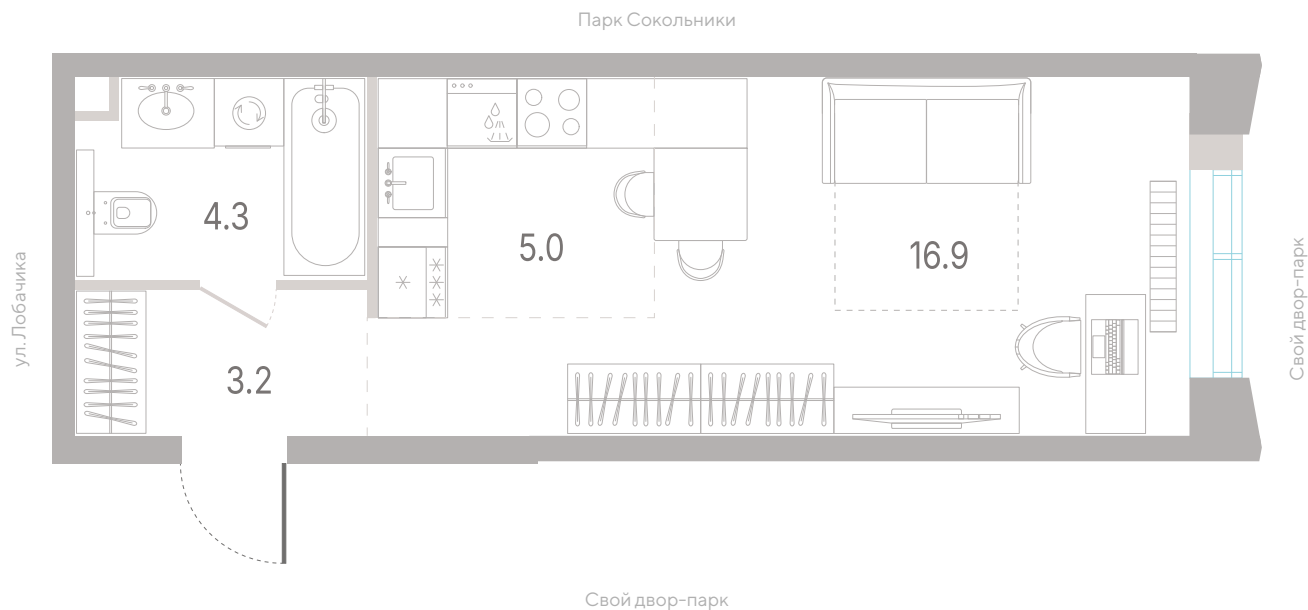 Парк Сокольники
4.3
5.0
16.9
3.2
ул. Лобачика
Свой двор-парк
Свой двор-парк